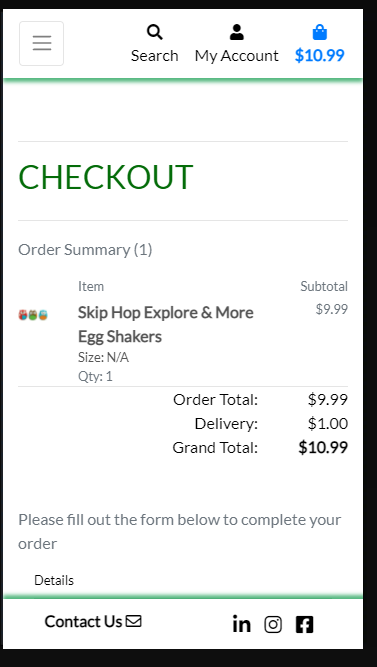 Search My Account $10.99
CHECKOUT
Order Summary (1)
Item Subtotal
Skip Hop Explore & More $9.99
Egg Shakers
Size: N/A
Qty: 1
Order Total: $9.99
Delivery: $1.00
Grand Total: $10.99
Please fill out the form below to complete your
order
Details
Contact Us